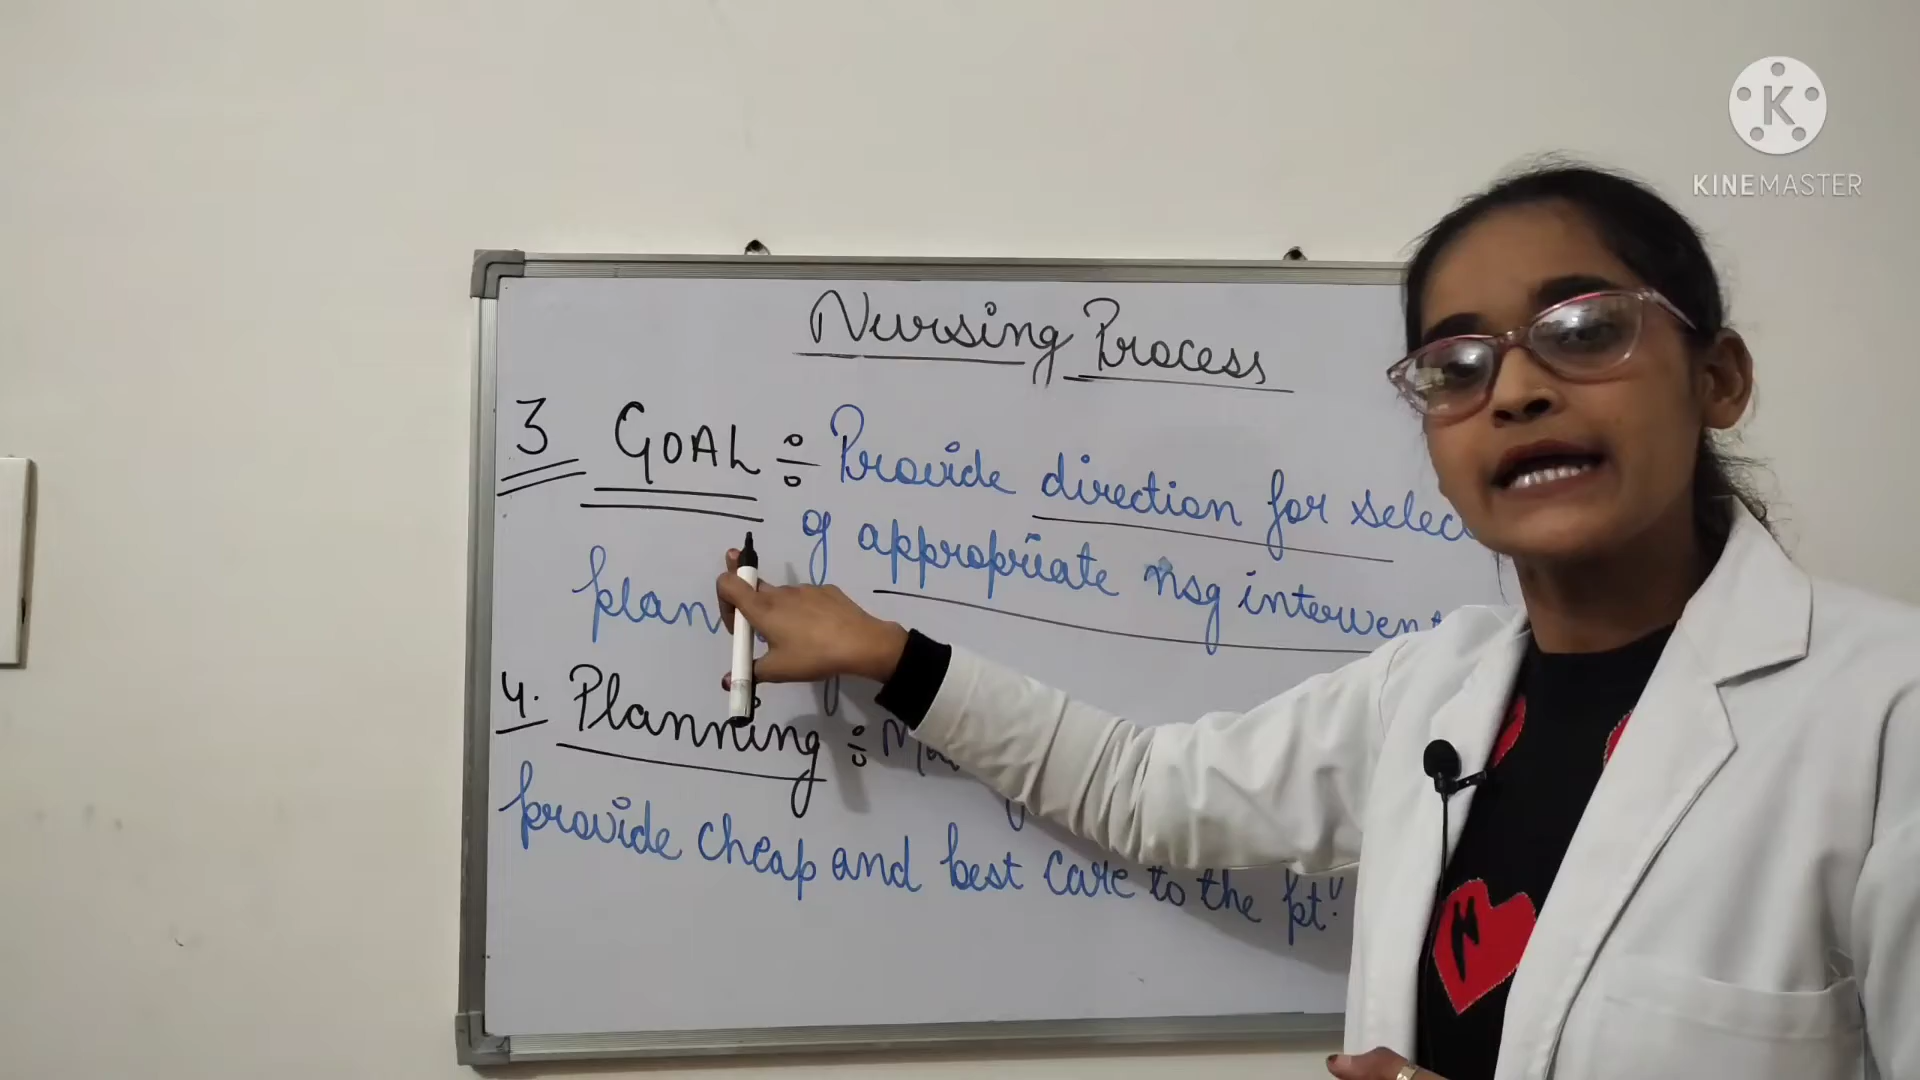 KINEMASTER
Nursing Process
3 GOAL ÷ Provide direction for selec
of appropriate nsg intervent
plan
4. Planning ÷
provide cheap and best care to the pt.